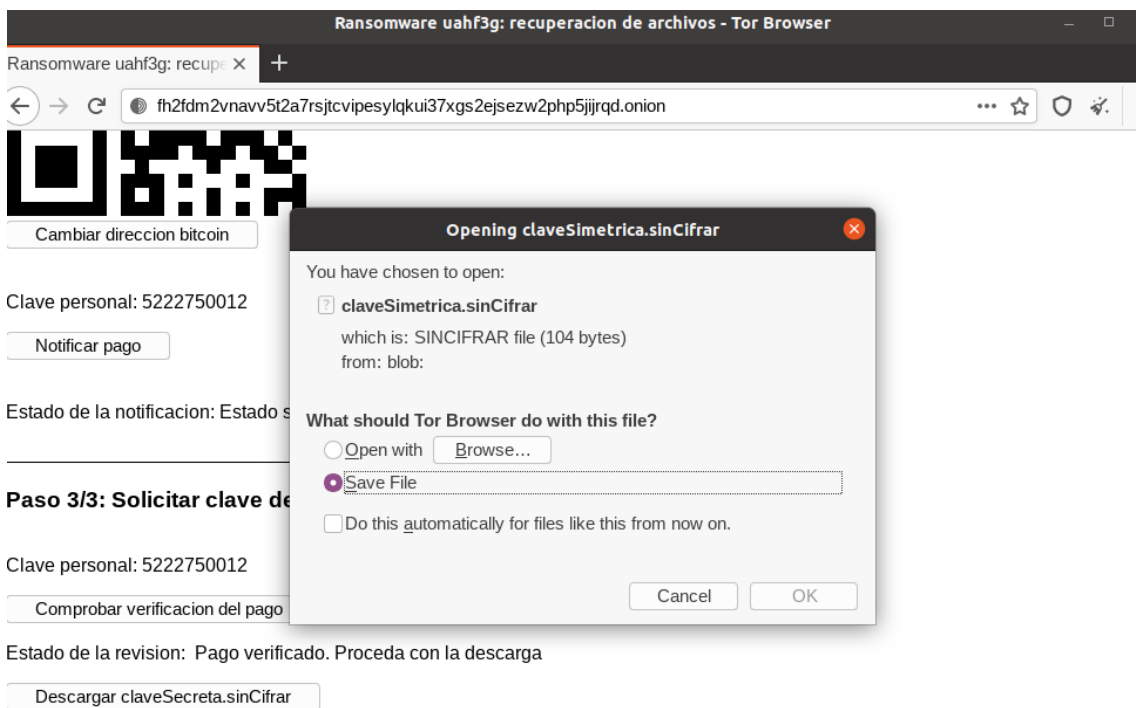 Ransomware uahf3g: recuperacion de archivos - Tor Browser
Ransomware uahf3g: recupe
fh2fdm2vnavv5t2a7rsjtcvipesylqkui37xgs2ejsezw2php5jijrqd.onion
Cambiar direccion bitcoin
Clave personal: 5222750012
Notificar pago
Estado de la notificacion: Estado s
Opening claveSimetrica.sinCifrar
You have chosen to open:
claveSimetrica.sinCifrar
which is: SINCIFRAR file (104 bytes)
from: blob:
What should Tor Browser do with this file?
Open with Browse…
Save File
Do this automatically for files like this from now on.
Cancel OK
Paso 3/3: Solicitar clave de
Clave personal: 5222750012
Comprobar verificacion del pago
Estado de la revision: Pago verificado. Proceda con la descarga
Descargar claveSecreta.sinCifrar